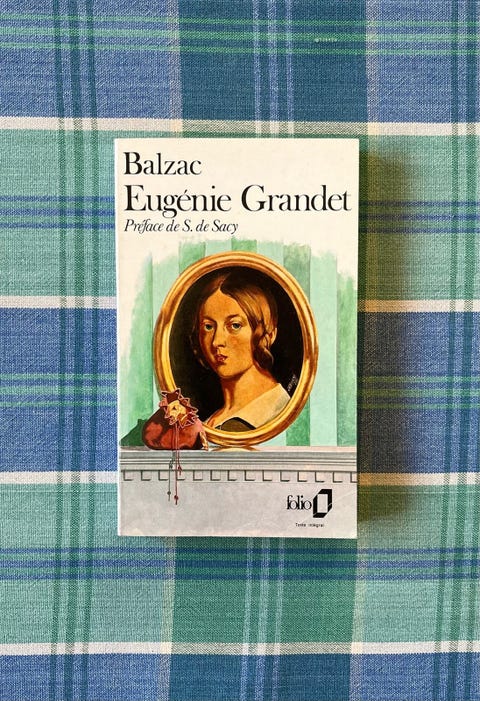 Balzac
Eugénie Grandet
Préface de S. de Sacy
folio
Texte intégral